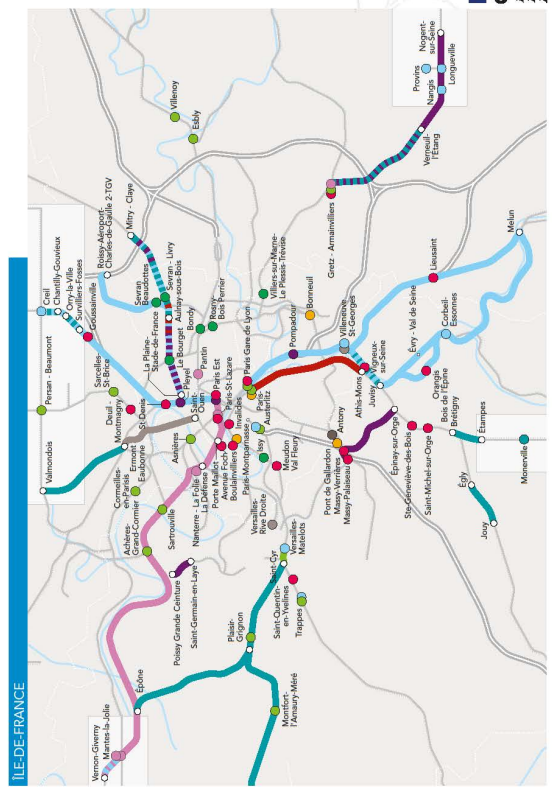 ÎLE-DE-FRANCE
Vernon-Giverny
Mantes-la-Jolie
Épône
Valmondois
Persan - Beaumont
Creil
Chantilly-Gouvieux
Orry-la-Ville
Survilliers-Fosses
Goussainville
Roissy-Aéroport-
Charles-de-Gaulle 2-TGV
Mitry - Claye
Sarcelles-
St-Brice
Deuil -
Montmagny
Ermont
Eaubonne
Cormeilles-
en-Parisis
Achères-
Grand-Cormier
Sartrouville
Poissy Grande Ceinture
Saint-Germain-en-Laye
Nanterre - La Folie
La Défense
Asnières
St-Denis
Saint-
Ouen
Pleyel
La Plaine-
Stade-de-France
Le Bourget
Aulnay-sous-Bois
Sevran
Beaudottes
Sevran - Livry
Villenoy
Esbly
Bondy
Pantin
Rosny-
Bois Perrier
Paris Est
Paris-St-Lazare
Porte Maillot
Avenue Foch
Boulainvilliers
Invalides
Paris Gare de Lyon
Paris-
Austerlitz
Paris-Montparnasse
Issy
Meudon
Val Fleury
Versailles-
Rive Droite
Versailles-
Matelots
Saint-Cyr
Saint-Quentin-
en-Yvelines
Trappes
Plaisir-
Grignon
Montfort-
l'Amaury-Méré
Villiers-sur-Marne-
Le Plessis-Trévise
Gretz - Armainvilliers
Bonneuil
Pompadour
Villeneuve
St-Georges
Vigneux-
sur-Seine
Juvisy
Athis-Mons
Antony
Pont de Gallardon
Massy-Verrières
Massy-Palaiseau
Épinay-sur-Orge
Ste-Geneviève-des-Bois
Saint-Michel-sur-Orge
Brétigny
Orangis
Bois de l'Épine
Évry - Val de Seine
Corbeil-
Essonnes
Lieusaint
Melun
Égly
Jouy
Étampes
Monerville
Verneuil-
l'Étang
Nangis
Provins
Longueville
Nogent-
sur-Seine